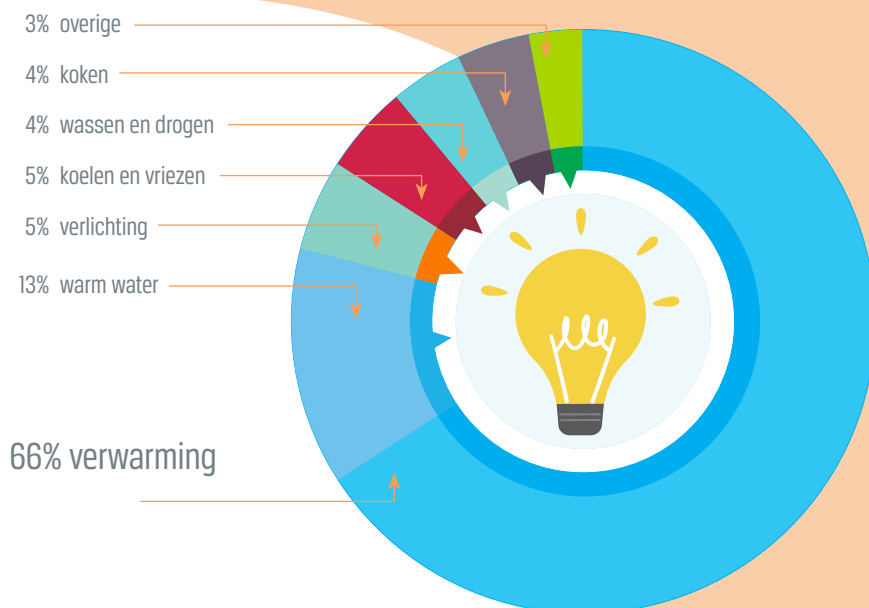 3% overige
4% koken
4% wassen en drogen
5% koelen en vriezen
5% verlichting
13% warm water
66% verwarming